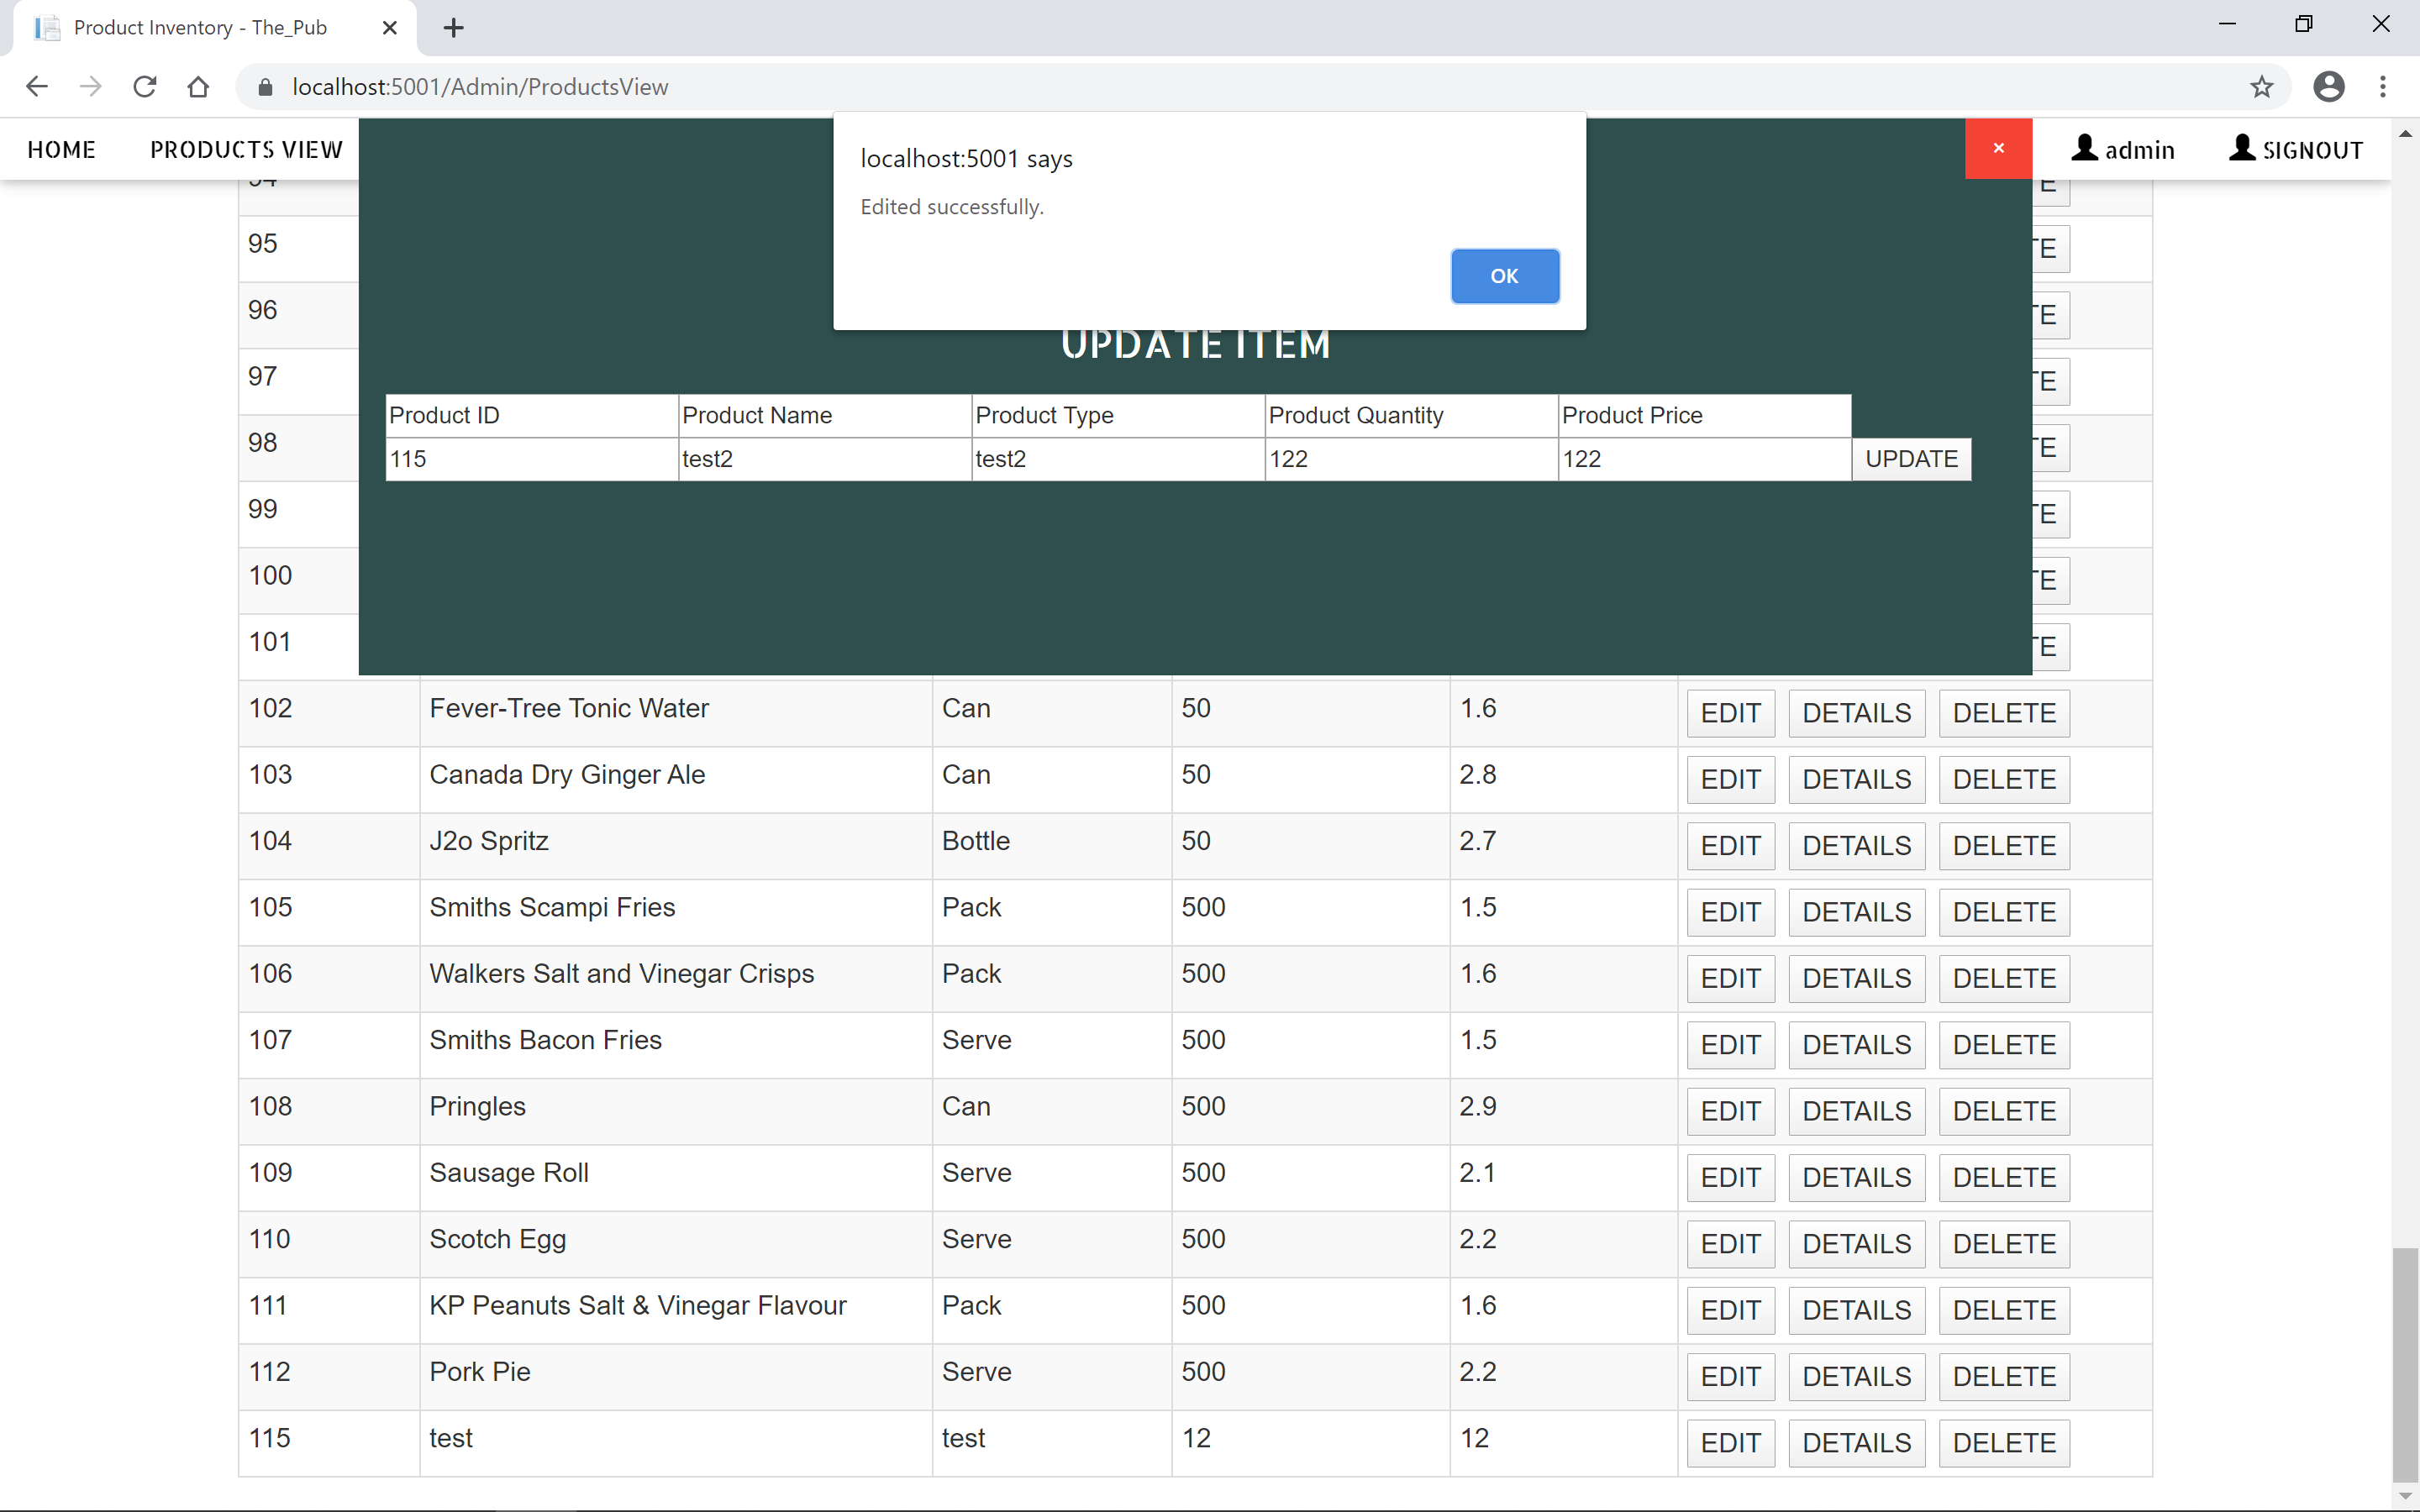 Product Inventory - The_Pub
localhost:5001/Admin/ProductsView
HOME PRODUCTS VIEW × admin SIGNOUT
localhost:5001 says
Edited successfully.
OK
UPDATE ITEM
Product ID Product Name Product Type Product Quantity Product Price
115 test2 test2 122 122 UPDATE
94
95
96
97
98
99
100
101
102 Fever-Tree Tonic Water Can 50 1.6 EDIT DETAILS DELETE
103 Canada Dry Ginger Ale Can 50 2.8 EDIT DETAILS DELETE
104 J2o Spritz Bottle 50 2.7 EDIT DETAILS DELETE
105 Smiths Scampi Fries Pack 500 1.5 EDIT DETAILS DELETE
106 Walkers Salt and Vinegar Crisps Pack 500 1.6 EDIT DETAILS DELETE
107 Smiths Bacon Fries Serve 500 1.5 EDIT DETAILS DELETE
108 Pringles Can 500 2.9 EDIT DETAILS DELETE
109 Sausage Roll Serve 500 2.1 EDIT DETAILS DELETE
110 Scotch Egg Serve 500 2.2 EDIT DETAILS DELETE
111 KP Peanuts Salt & Vinegar Flavour Pack 500 1.6 EDIT DETAILS DELETE
112 Pork Pie Serve 500 2.2 EDIT DETAILS DELETE
115 test test 12 12 EDIT DETAILS DELETE